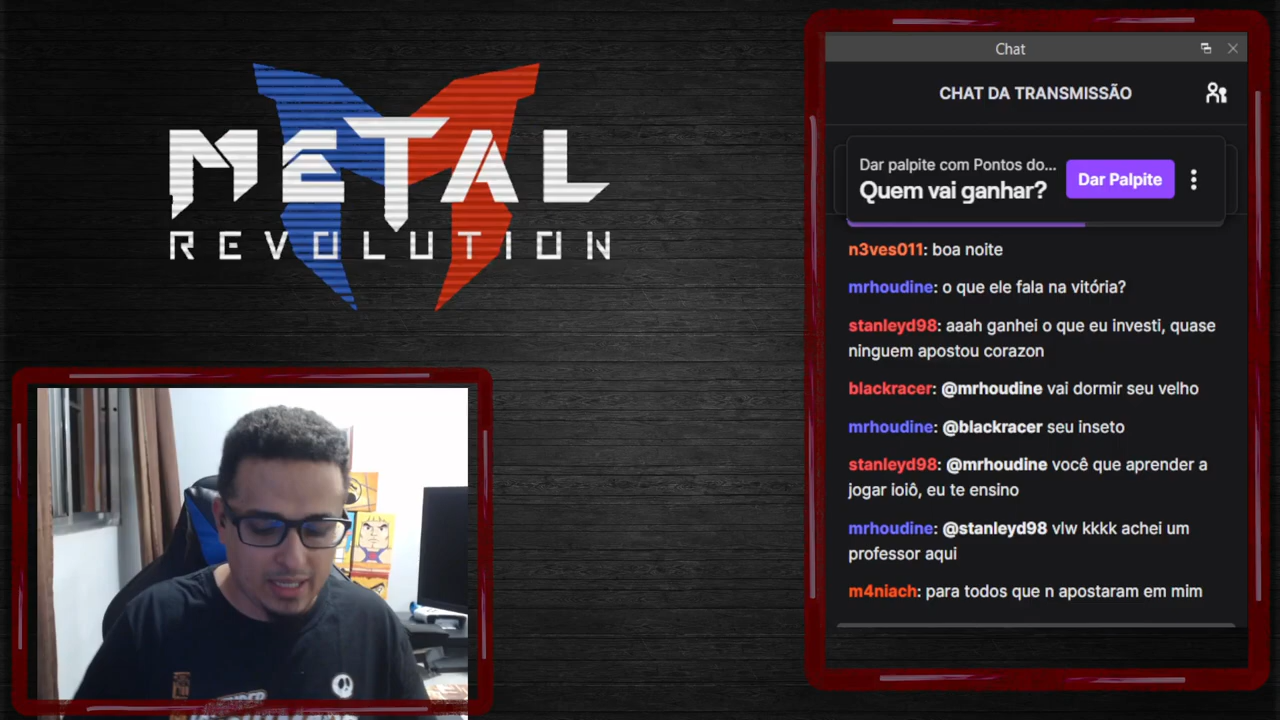 METAL
REVOLUTION
Chat
CHAT DA TRANSMISSÃO
Dar palpite com Pontos do...
Quem vai ganhar?
Dar Palpite
n3ves011: boa noite
mrhoudine: o que ele fala na vitória?
stanleyd98: aaah ganhei o que eu investi, quase
ninguem apostou corazon
blackracer: @mrhoudine vai dormir seu velho
mrhoudine: @blackracer seu inseto
stanleyd98: @mrhoudine você que aprender a
jogar ioiô, eu te ensino
mrhoudine: @stanleyd98 vlw kkkk achei um
professor aqui
m4niach: para todos que n apostaram em mim